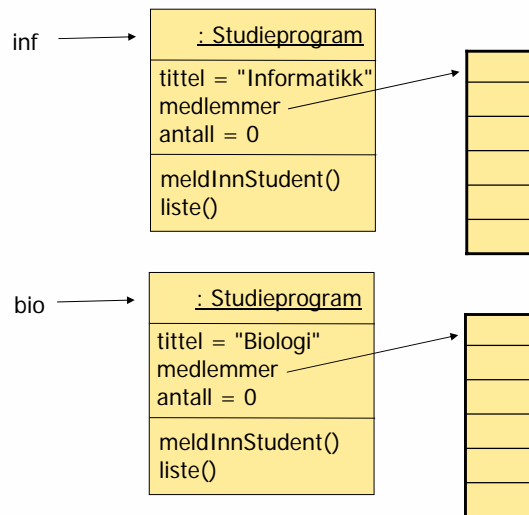 inf
: Studieprogram
tittel = "Informatikk"
medlemmer
antall = 0
meldInnStudent()
liste()
bio
: Studieprogram
tittel = "Biologi"
medlemmer
antall = 0
meldInnStudent()
liste()